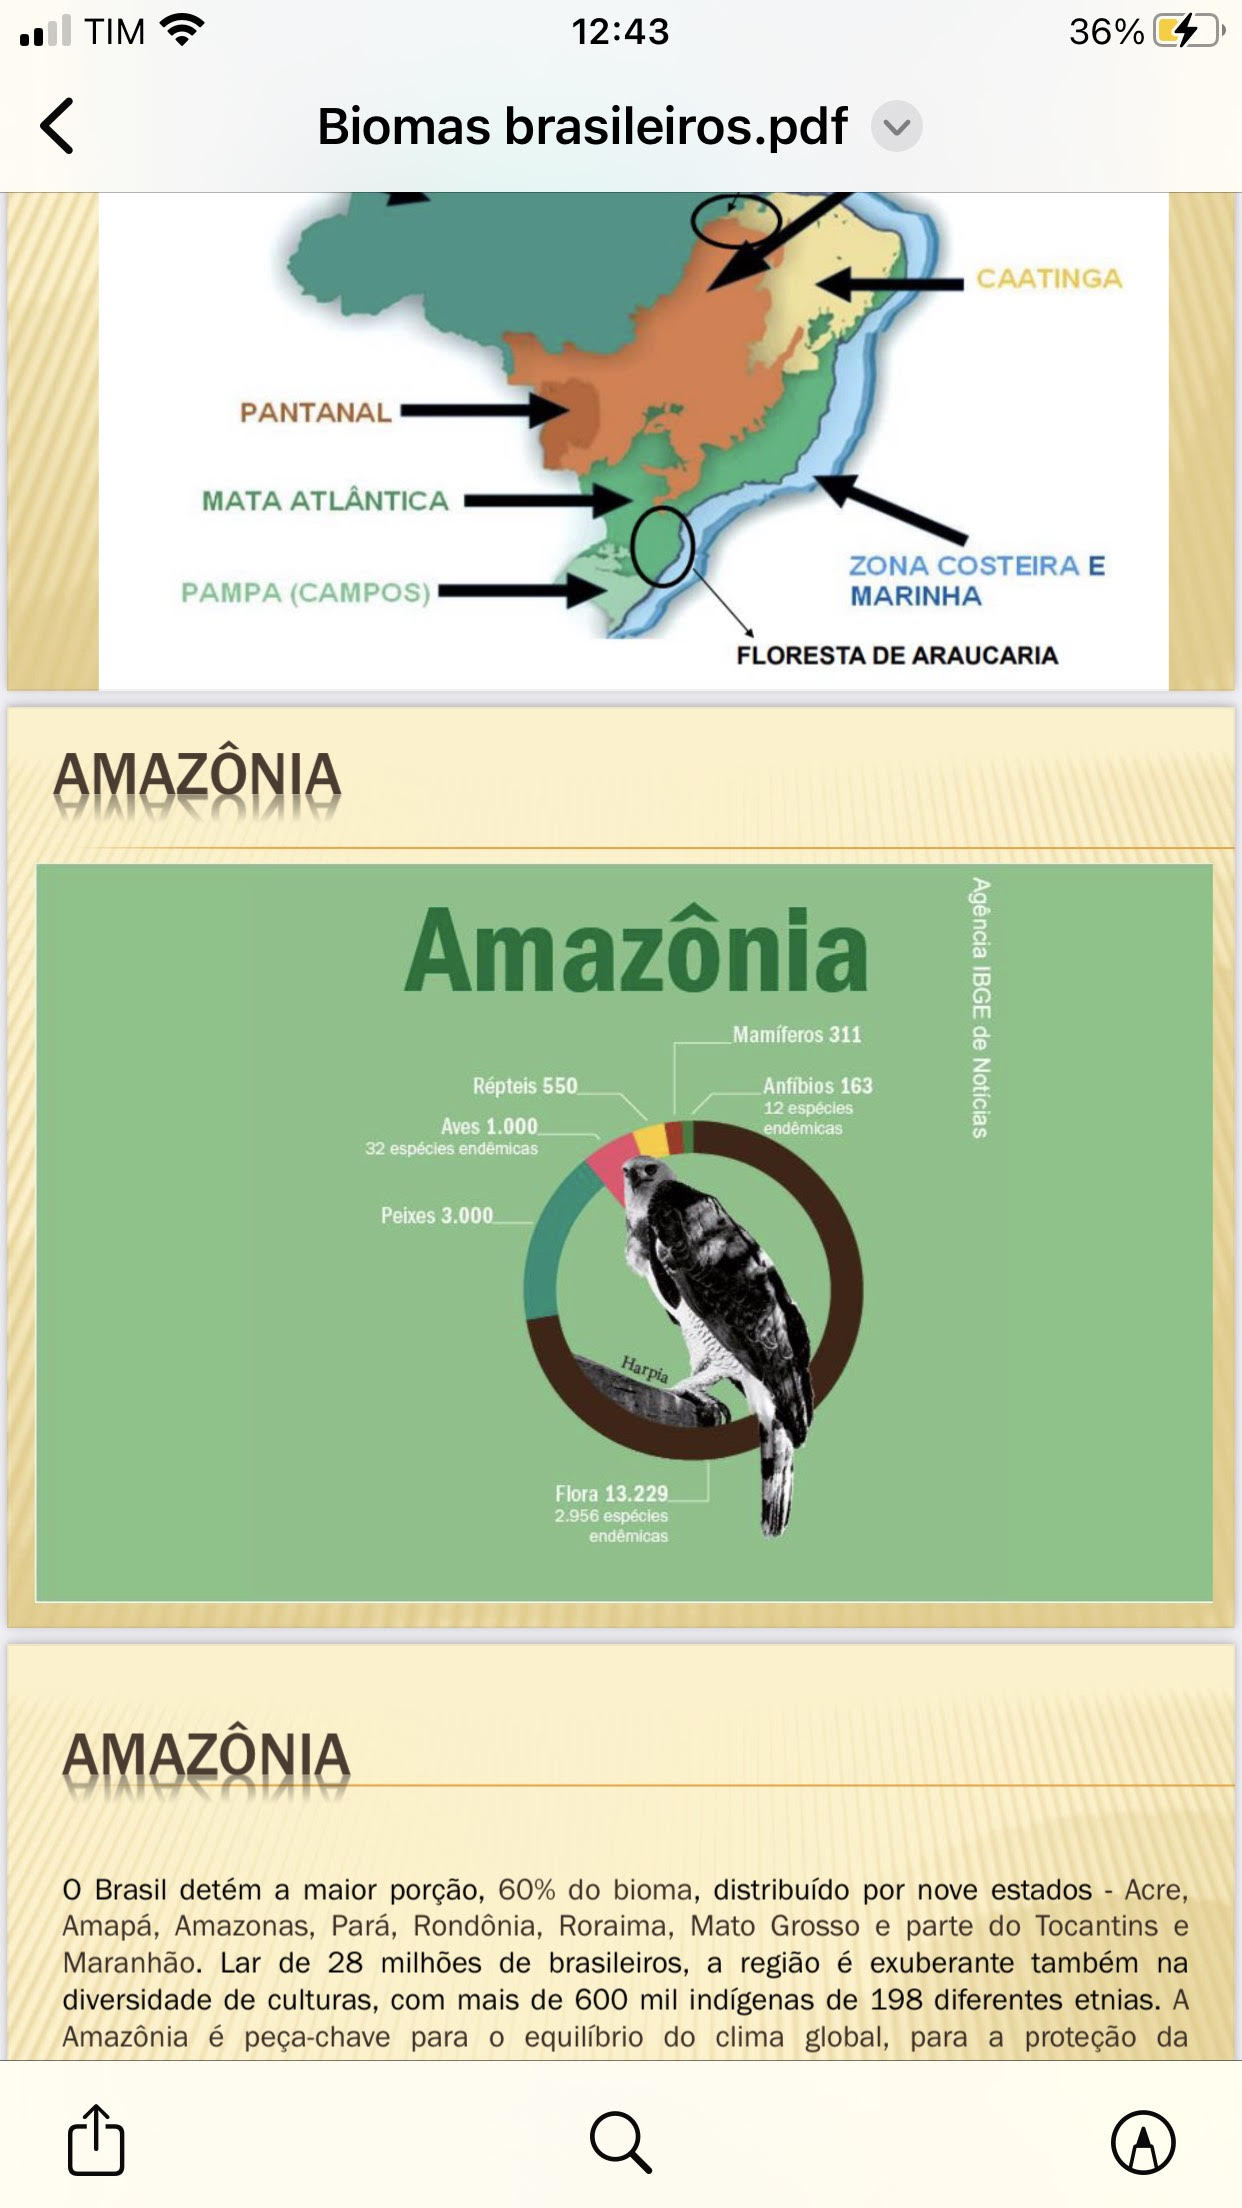 TIM 12:43 36%
Biomas brasileiros.pdf
CAATINGA
PANTANAL
MATA ATLÂNTICA
ZONA COSTEIRA E
MARINHA
PAMPA (CAMPOS)
FLORESTA DE ARAUCARIA
AMAZÔNIA
Amazônia
Agência IBGE de Notícias
Mamíferos 311
Répteis 550
Anfíbios 163
12 espécies
endêmicas
Aves 1.000
32 espécies endêmicas
Peixes 3.000
Harpia
Flora 13.229
2.956 espécies
endêmicas
AMAZÔNIA
O Brasil detém a maior porção, 60% do bioma, distribuído por nove estados - Acre,
Amapá, Amazonas, Pará, Rondônia, Roraima, Mato Grosso e parte do Tocantins e
Maranhão. Lar de 28 milhões de brasileiros, a região é exuberante também na
diversidade de culturas, com mais de 600 mil indígenas de 198 diferentes etnias. A
Amazônia é peça-chave para o equilíbrio do clima global, para a proteção da